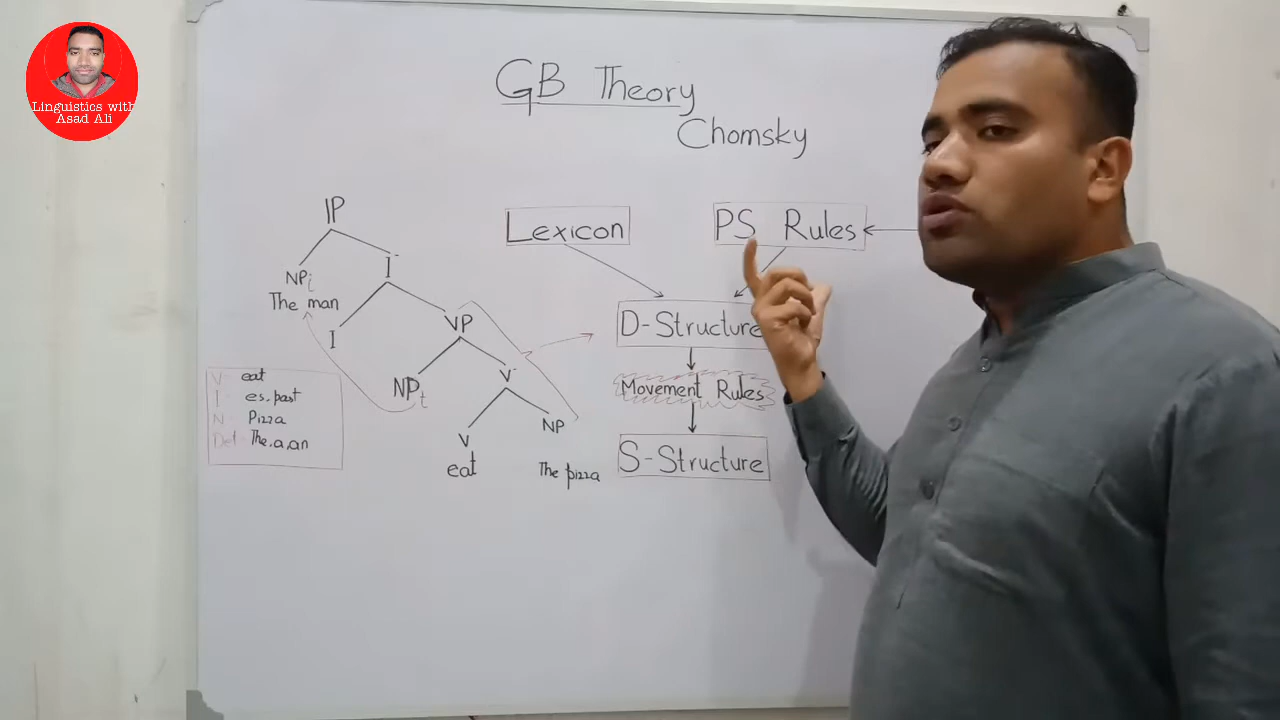 Linguistics with
Asad Ali
GB Theory
Chomsky
IP
NPi
The man
I-
I
VP
NPt
V-
V
eat
NP
The pizza
V eat
I es.past
N Pizza
Det The.a.an
Lexicon
PS Rules
D-Structure
Movement Rules
S-Structure